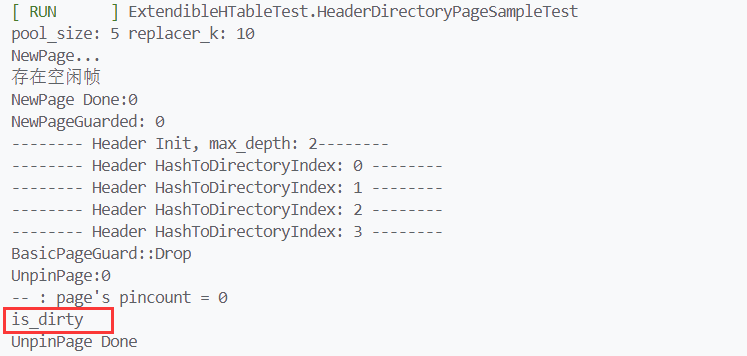 [ RUN      ] ExtendibleHTableTest.HeaderDirectoryPageSampleTest
pool_size: 5 replacer_k: 10
NewPage...
存在空闲帧
NewPage Done:0
NewPageGuarded: 0
-------- Header Init, max_depth: 2--------
-------- Header HashToDirectoryIndex: 0 --------
-------- Header HashToDirectoryIndex: 1 --------
-------- Header HashToDirectoryIndex: 2 --------
-------- Header HashToDirectoryIndex: 3 --------
BasicPageGuard::Drop
UnpinPage:0
-- : page's pincount = 0
is_dirty
UnpinPage Done